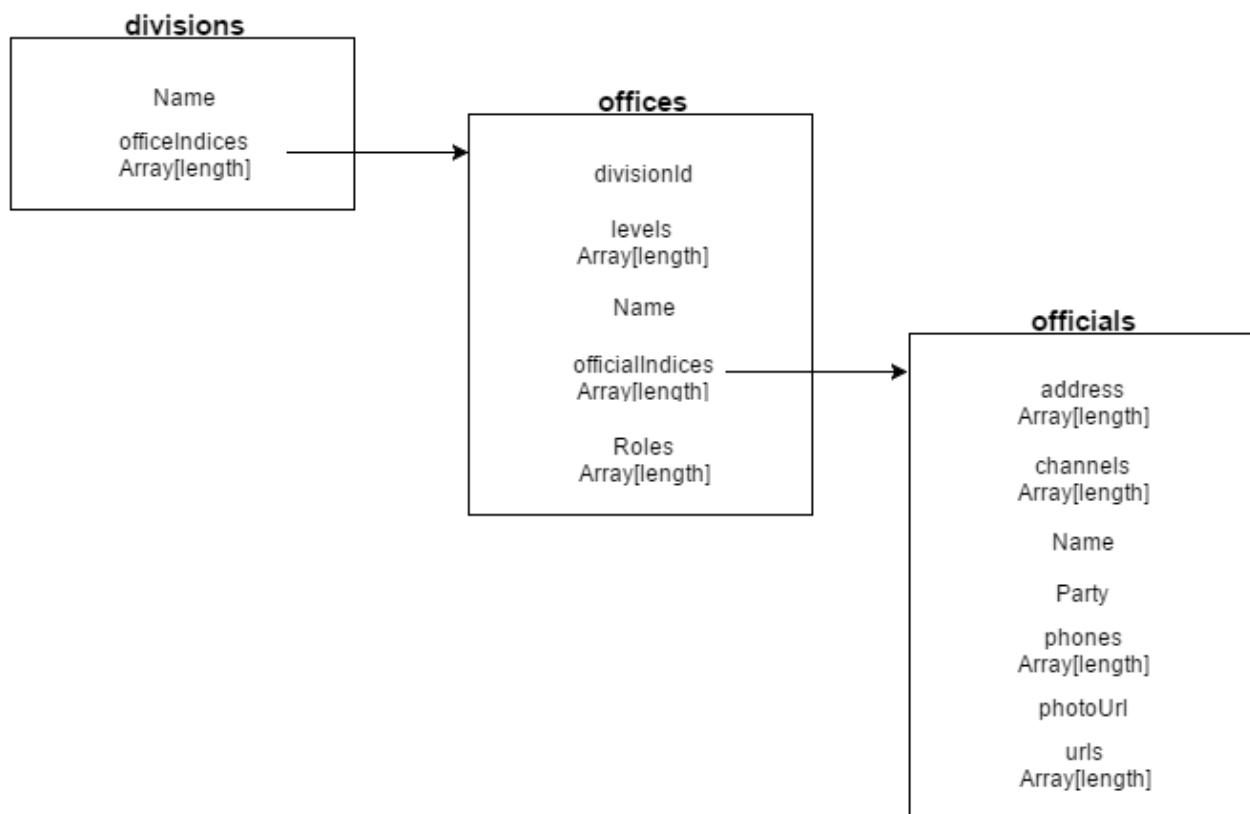 divisions
Name
officeIndices
Array[length]
offices
divisionId
levels
Array[length]
Name
officialIndices
Array[length]
Roles
Array[length]
officials
address
Array[length]
channels
Array[length]
Name
Party
phones
Array[length]
photoUrl
urls
Array[length]